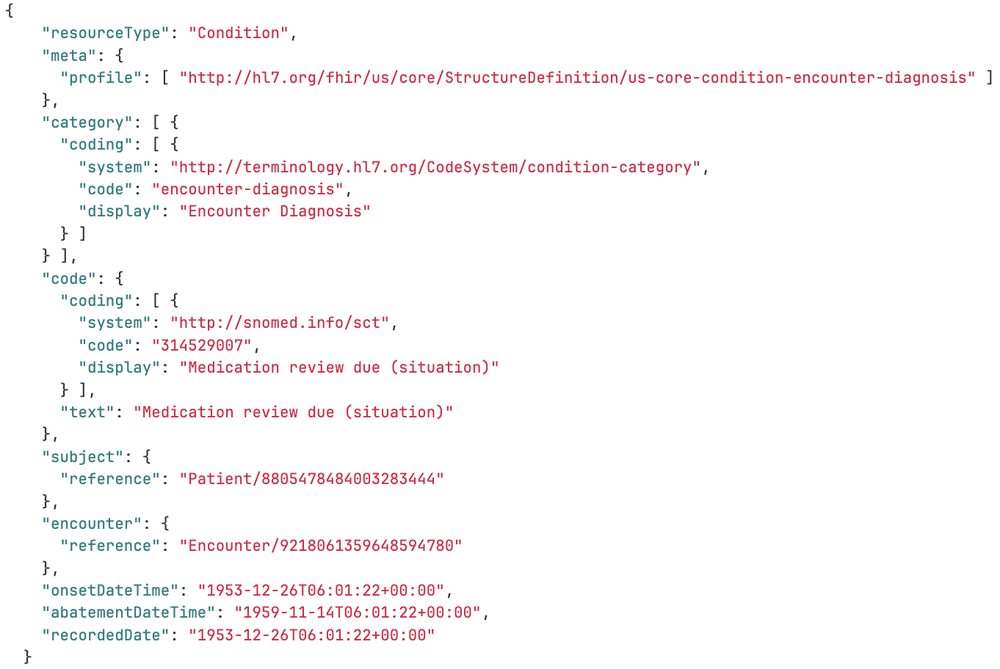 {
    "resourceType": "Condition",
    "meta": {
      "profile": [ "http://hl7.org/fhir/us/core/StructureDefinition/us-core-condition-encounter-diagnosis" ]
    },
    "category": [ {
      "coding": [ {
        "system": "http://terminology.hl7.org/CodeSystem/condition-category",
        "code": "encounter-diagnosis",
        "display": "Encounter Diagnosis"
      } ]
    } ],
    "code": {
      "coding": [ {
        "system": "http://snomed.info/sct",
        "code": "314529007",
        "display": "Medication review due (situation)"
      } ],
      "text": "Medication review due (situation)"
    },
    "subject": {
      "reference": "Patient/8805478484003283444"
    },
    "encounter": {
      "reference": "Encounter/9218061359648594780"
    },
    "onsetDateTime": "1953-12-26T06:01:22+00:00",
    "abatementDateTime": "1959-11-14T06:01:22+00:00",
    "recordedDate": "1953-12-26T06:01:22+00:00"
  }